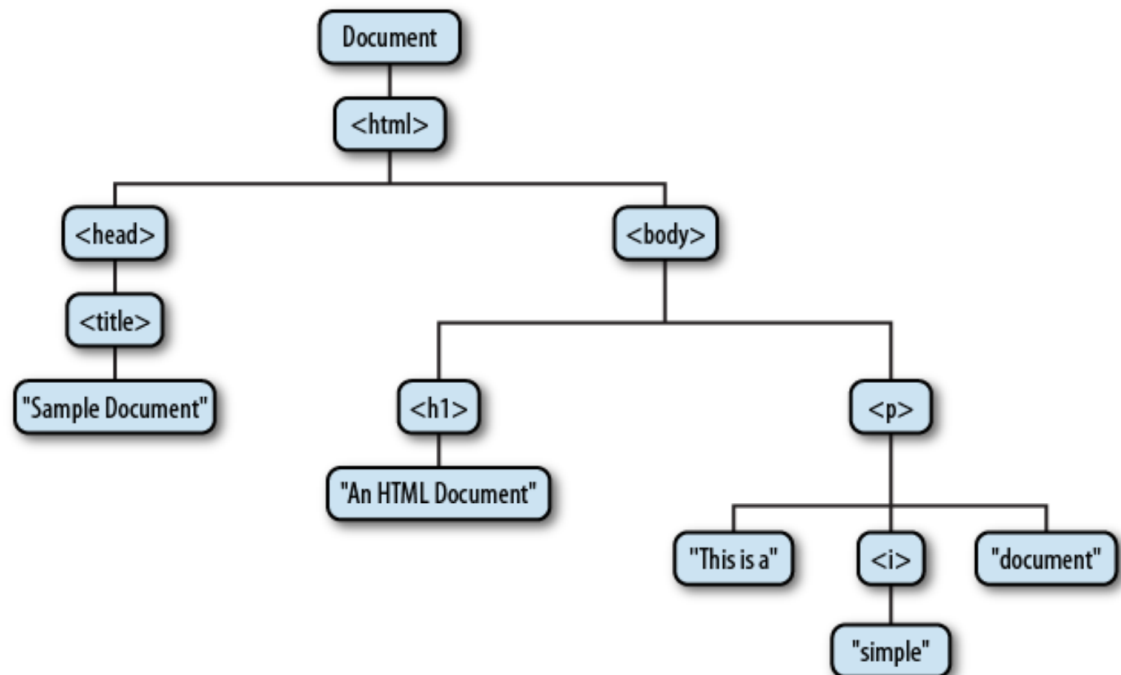 Document
<html>
<head>
<body>
<title>
"Sample Document"
<h1>
<p>
"An HTML Document"
"This is a"
<i>
"document"
"simple"